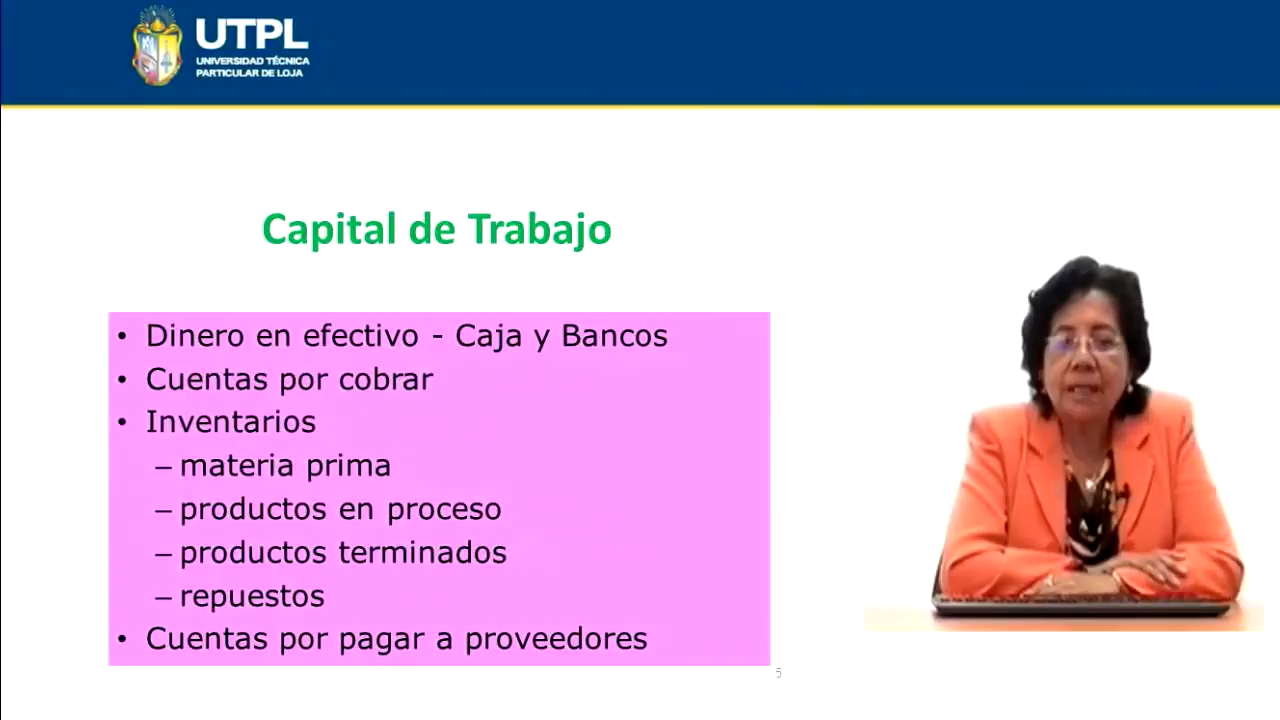 UTPL
UNIVERSIDAD TÉCNICA
PARTICULAR DE LOJA
Capital de Trabajo
• Dinero en efectivo - Caja y Bancos
• Cuentas por cobrar
• Inventarios
– materia prima
– productos en proceso
– productos terminados
– repuestos
• Cuentas por pagar a proveedores
5